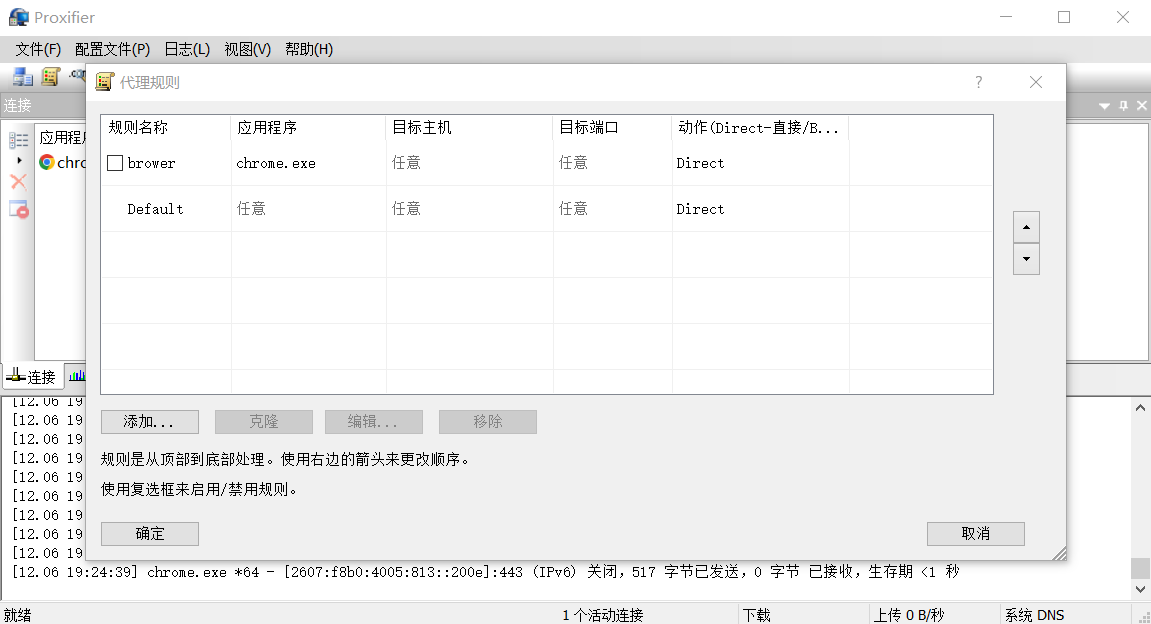 Proxifier
文件(F) 配置文件(P) 日志(L) 视图(V) 帮助(H)
代理规则
?
连接
规则名称 应用程序 目标主机 目标端口 动作(Direct-直接/B...
应用程
brower chrome.exe 任意 任意 Direct
chrc
Default 任意 任意 Direct
连接
[12.06 19
添加... 克隆 编辑... 移除
[12.06 19
[12.06 19
规则是从顶部到底部处理。使用右边的箭头来更改顺序。
[12.06 19
[12.06 19
使用复选框来启用/禁用规则。
[12.06 19
[12.06 19
[12.06 19
确定 取消
[12.06 19
[12.06 19:24:39] chrome.exe *64 - [2607:f8b0:4005:813::200e]:443 (IPv6) 关闭，517 字节已发送，0 字节 已接收，生存期 <1 秒
就绪 1 个活动连接 下载 上传 0 B/秒 系统 DNS